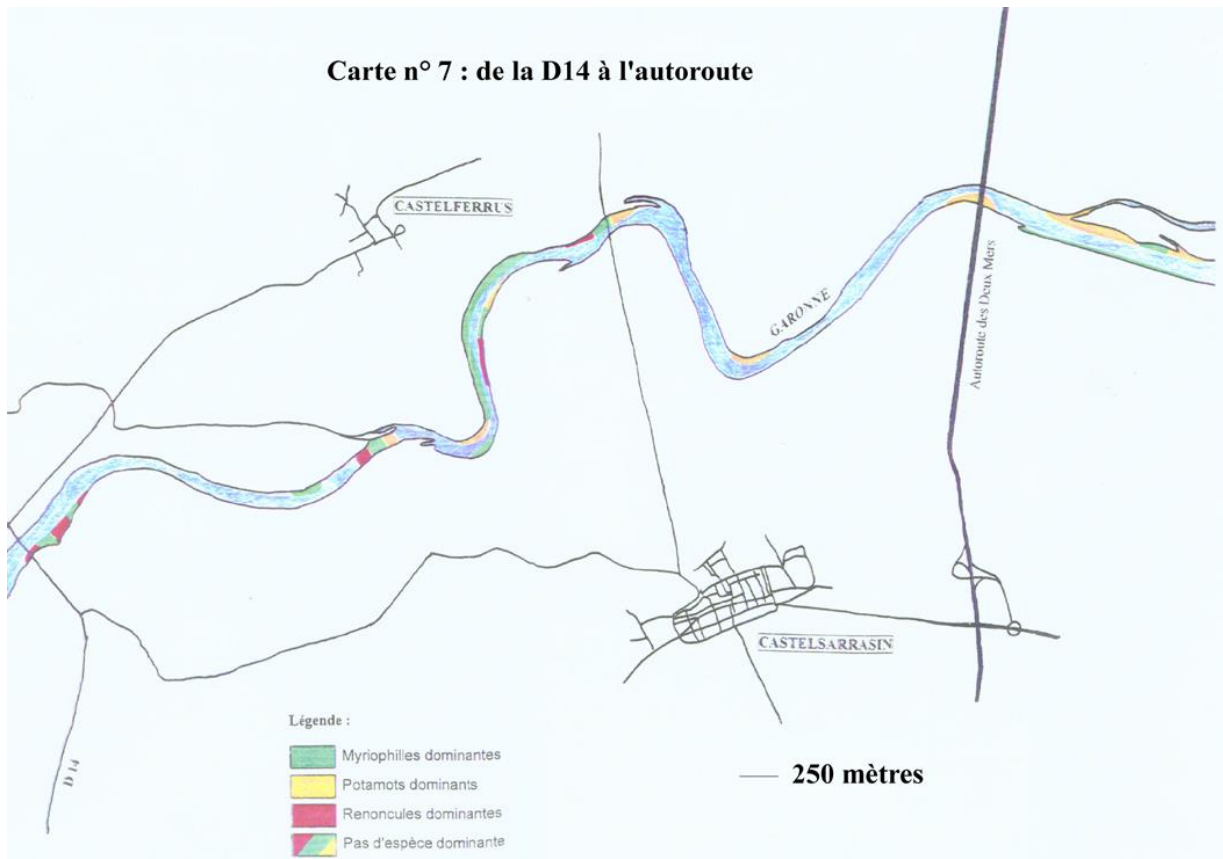 Carte n° 7 : de la D14 à l'autoroute
CASTELFERRUS
GARONNE
Autoroute des Deux Mers
CASTELSARRASIN
D 14
Légende :
Myriophilles dominantes
Potamots dominants
Renoncules dominantes
Pas d'espèce dominante
250 mètres